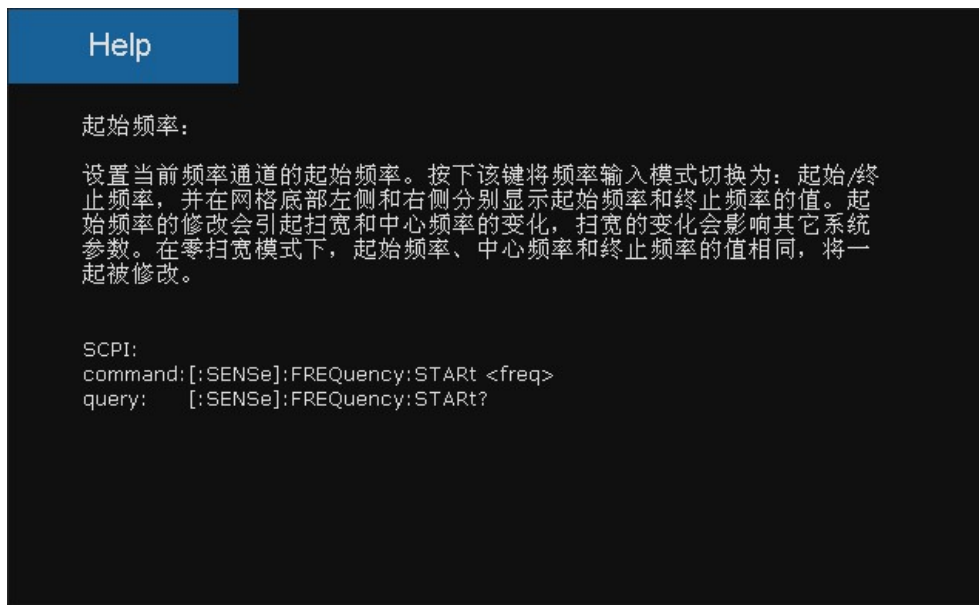 Help
起始频率：
设置当前频率通道的起始频率。按下该键将频率输入模式切换为：起始/终
止频率，并在网格底部左侧和右侧分别显示起始频率和终止频率的值。起
始频率的修改会引起扫宽和中心频率的变化，扫宽的变化会影响其它系统
参数。在零扫宽模式下，起始频率、中心频率和终止频率的值相同，将一
起被修改。
SCPI:
command:[:SENSe]:FREQuency:STARt <freq>
query: [:SENSe]:FREQuency:STARt?